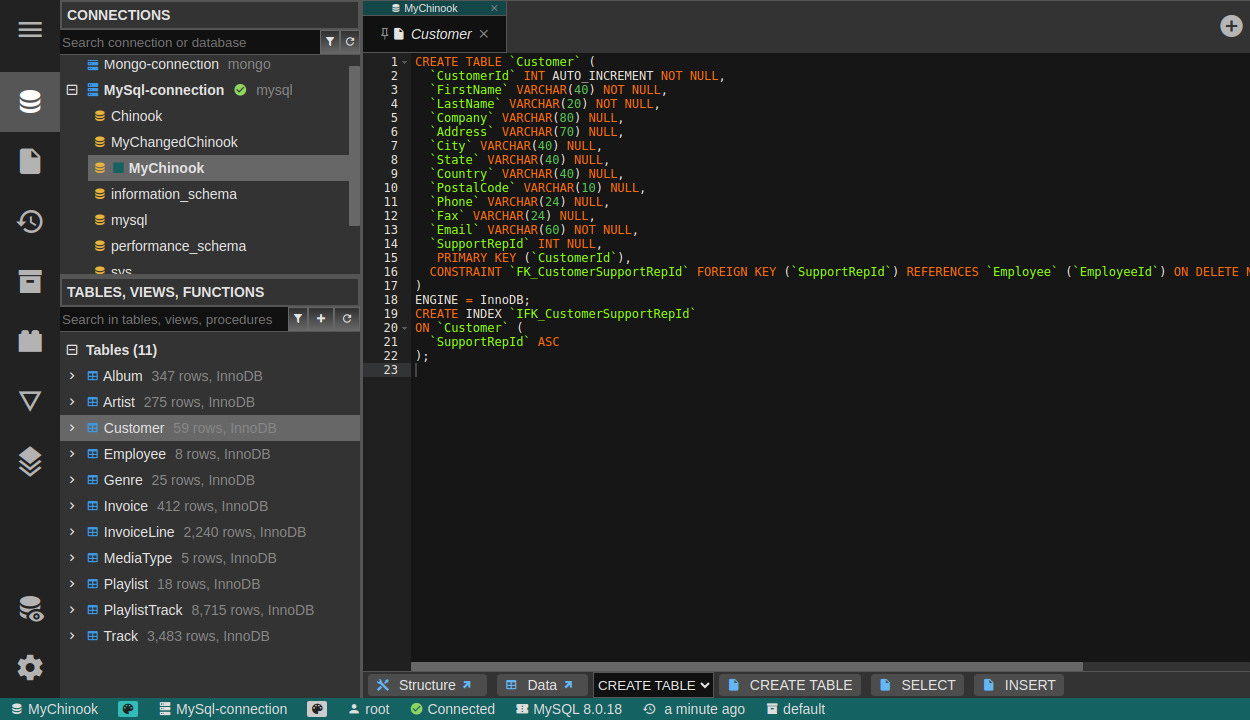 CONNECTIONS
Search connection or database
Mongo-connection mongo
MySql-connection mysql
Chinook
MyChangedChinook
MyChinook
information_schema
mysql
performance_schema
sys
TABLES, VIEWS, FUNCTIONS
Search in tables, views, procedures
Tables (11)
Album 347 rows, InnoDB
Artist 275 rows, InnoDB
Customer 59 rows, InnoDB
Employee 8 rows, InnoDB
Genre 25 rows, InnoDB
Invoice 412 rows, InnoDB
InvoiceLine 2,240 rows, InnoDB
MediaType 5 rows, InnoDB
Playlist 18 rows, InnoDB
PlaylistTrack 8,715 rows, InnoDB
Track 3,483 rows, InnoDB
MyChinook
Customer
1 CREATE TABLE `Customer` (
2 `CustomerId` INT AUTO_INCREMENT NOT NULL,
3 `FirstName` VARCHAR(40) NOT NULL,
4 `LastName` VARCHAR(20) NOT NULL,
5 `Company` VARCHAR(80) NULL,
6 `Address` VARCHAR(70) NULL,
7 `City` VARCHAR(40) NULL,
8 `State` VARCHAR(40) NULL,
9 `Country` VARCHAR(40) NULL,
10 `PostalCode` VARCHAR(10) NULL,
11 `Phone` VARCHAR(24) NULL,
12 `Fax` VARCHAR(24) NULL,
13 `Email` VARCHAR(60) NOT NULL,
14 `SupportRepId` INT NULL,
15 PRIMARY KEY (`CustomerId`),
16 CONSTRAINT `FK_CustomerSupportRepId` FOREIGN KEY (`SupportRepId`) REFERENCES `Employee` (`EmployeeId`) ON DELETE N
17 )
18 ENGINE = InnoDB;
19 CREATE INDEX `IFK_CustomerSupportRepId`
20 ON `Customer` (
21 `SupportRepId` ASC
22 );
23
Structure Data CREATE TABLE CREATE TABLE SELECT INSERT
MyChinook MySql-connection root Connected MySQL 8.0.18 a minute ago default